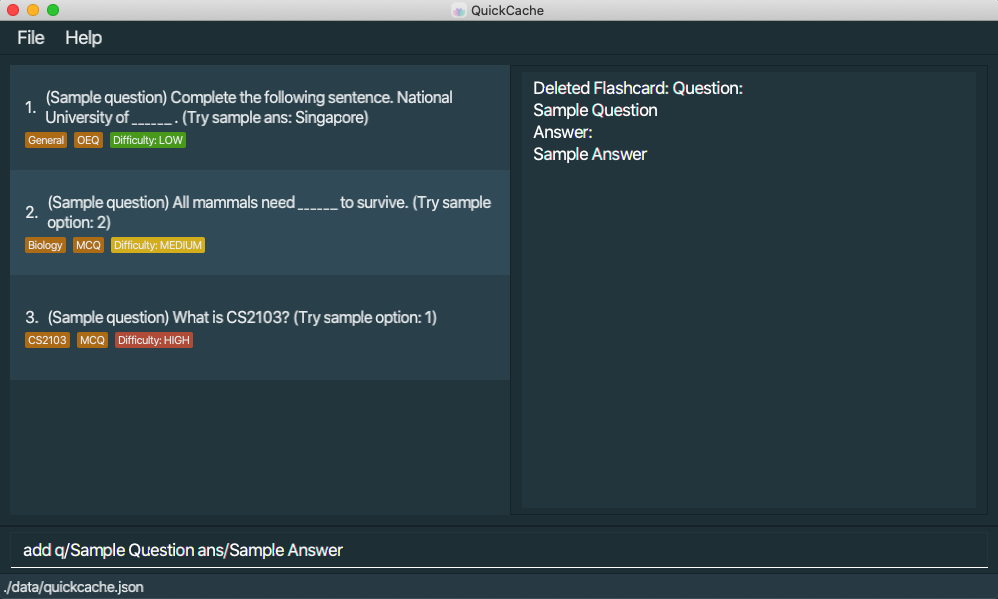 QuickCache
File Help
1. (Sample question) Complete the following sentence. National
University of ______ . (Try sample ans: Singapore)
General OEQ Difficulty: LOW
2. (Sample question) All mammals need ______ to survive. (Try sample
option: 2)
Biology MCQ Difficulty: MEDIUM
3. (Sample question) What is CS2103? (Try sample option: 1)
CS2103 MCQ Difficulty: HIGH
Deleted Flashcard: Question:
Sample Question
Answer:
Sample Answer
add q/Sample Question ans/Sample Answer
./data/quickcache.json